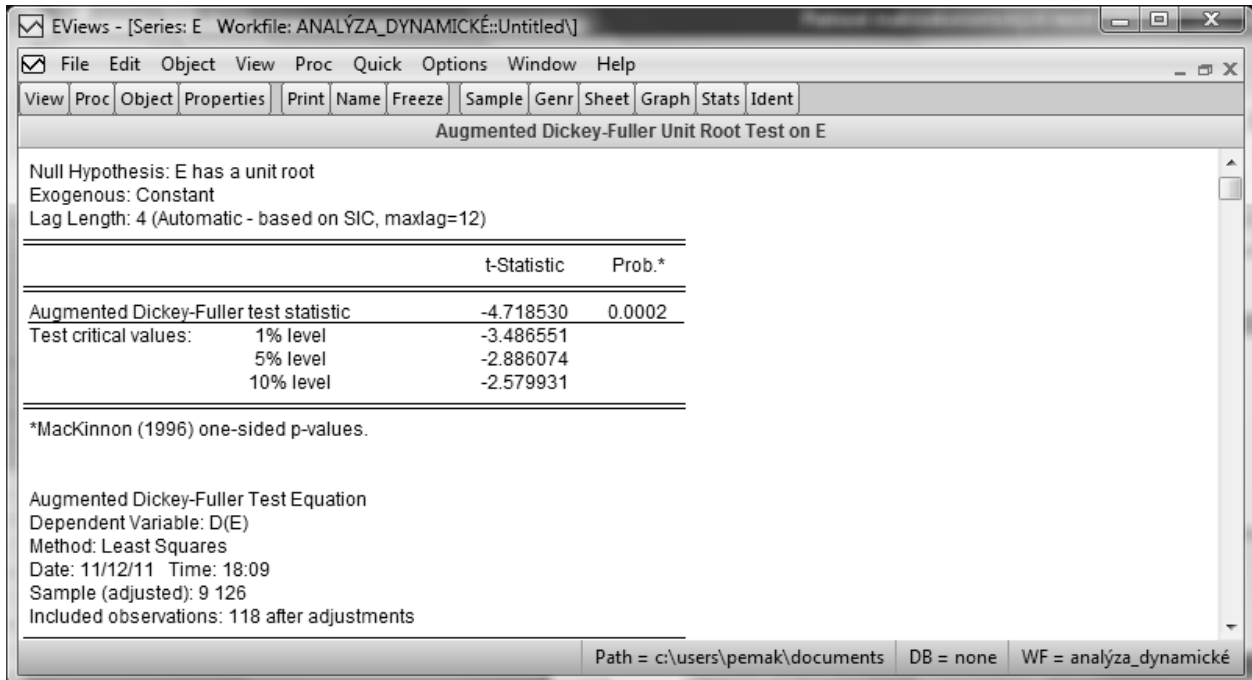 EViews - [Series: E Workfile: ANALÝZA_DYNAMICKÉ::Untitled\]
File Edit Object View Proc Quick Options Window Help
View Proc Object Properties Print Name Freeze Sample Genr Sheet Graph Stats Ident
Augmented Dickey-Fuller Unit Root Test on E
Null Hypothesis: E has a unit root
Exogenous: Constant
Lag Length: 4 (Automatic - based on SIC, maxlag=12)
t-Statistic Prob.*
Augmented Dickey-Fuller test statistic -4.718530 0.0002
Test critical values: 1% level -3.486551
5% level -2.886074
10% level -2.579931
*MacKinnon (1996) one-sided p-values.
Augmented Dickey-Fuller Test Equation
Dependent Variable: D(E)
Method: Least Squares
Date: 11/12/11 Time: 18:09
Sample (adjusted): 9 126
Included observations: 118 after adjustments
Path = c:\users\pemak\documents DB = none WF = analýza_dynamické